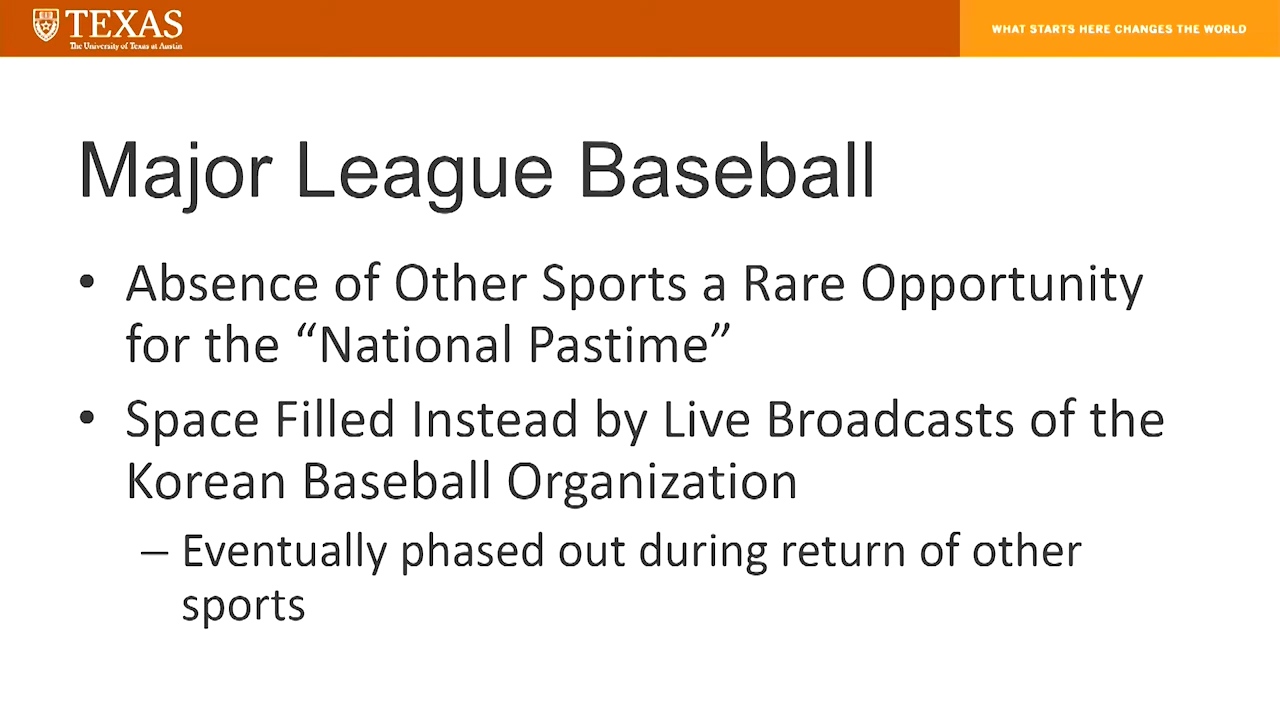 TEXAS
The University of Texas at Austin
WHAT STARTS HERE CHANGES THE WORLD
Major League Baseball
• Absence of Other Sports a Rare Opportunity
for the “National Pastime”
• Space Filled Instead by Live Broadcasts of the
Korean Baseball Organization
– Eventually phased out during return of other
sports